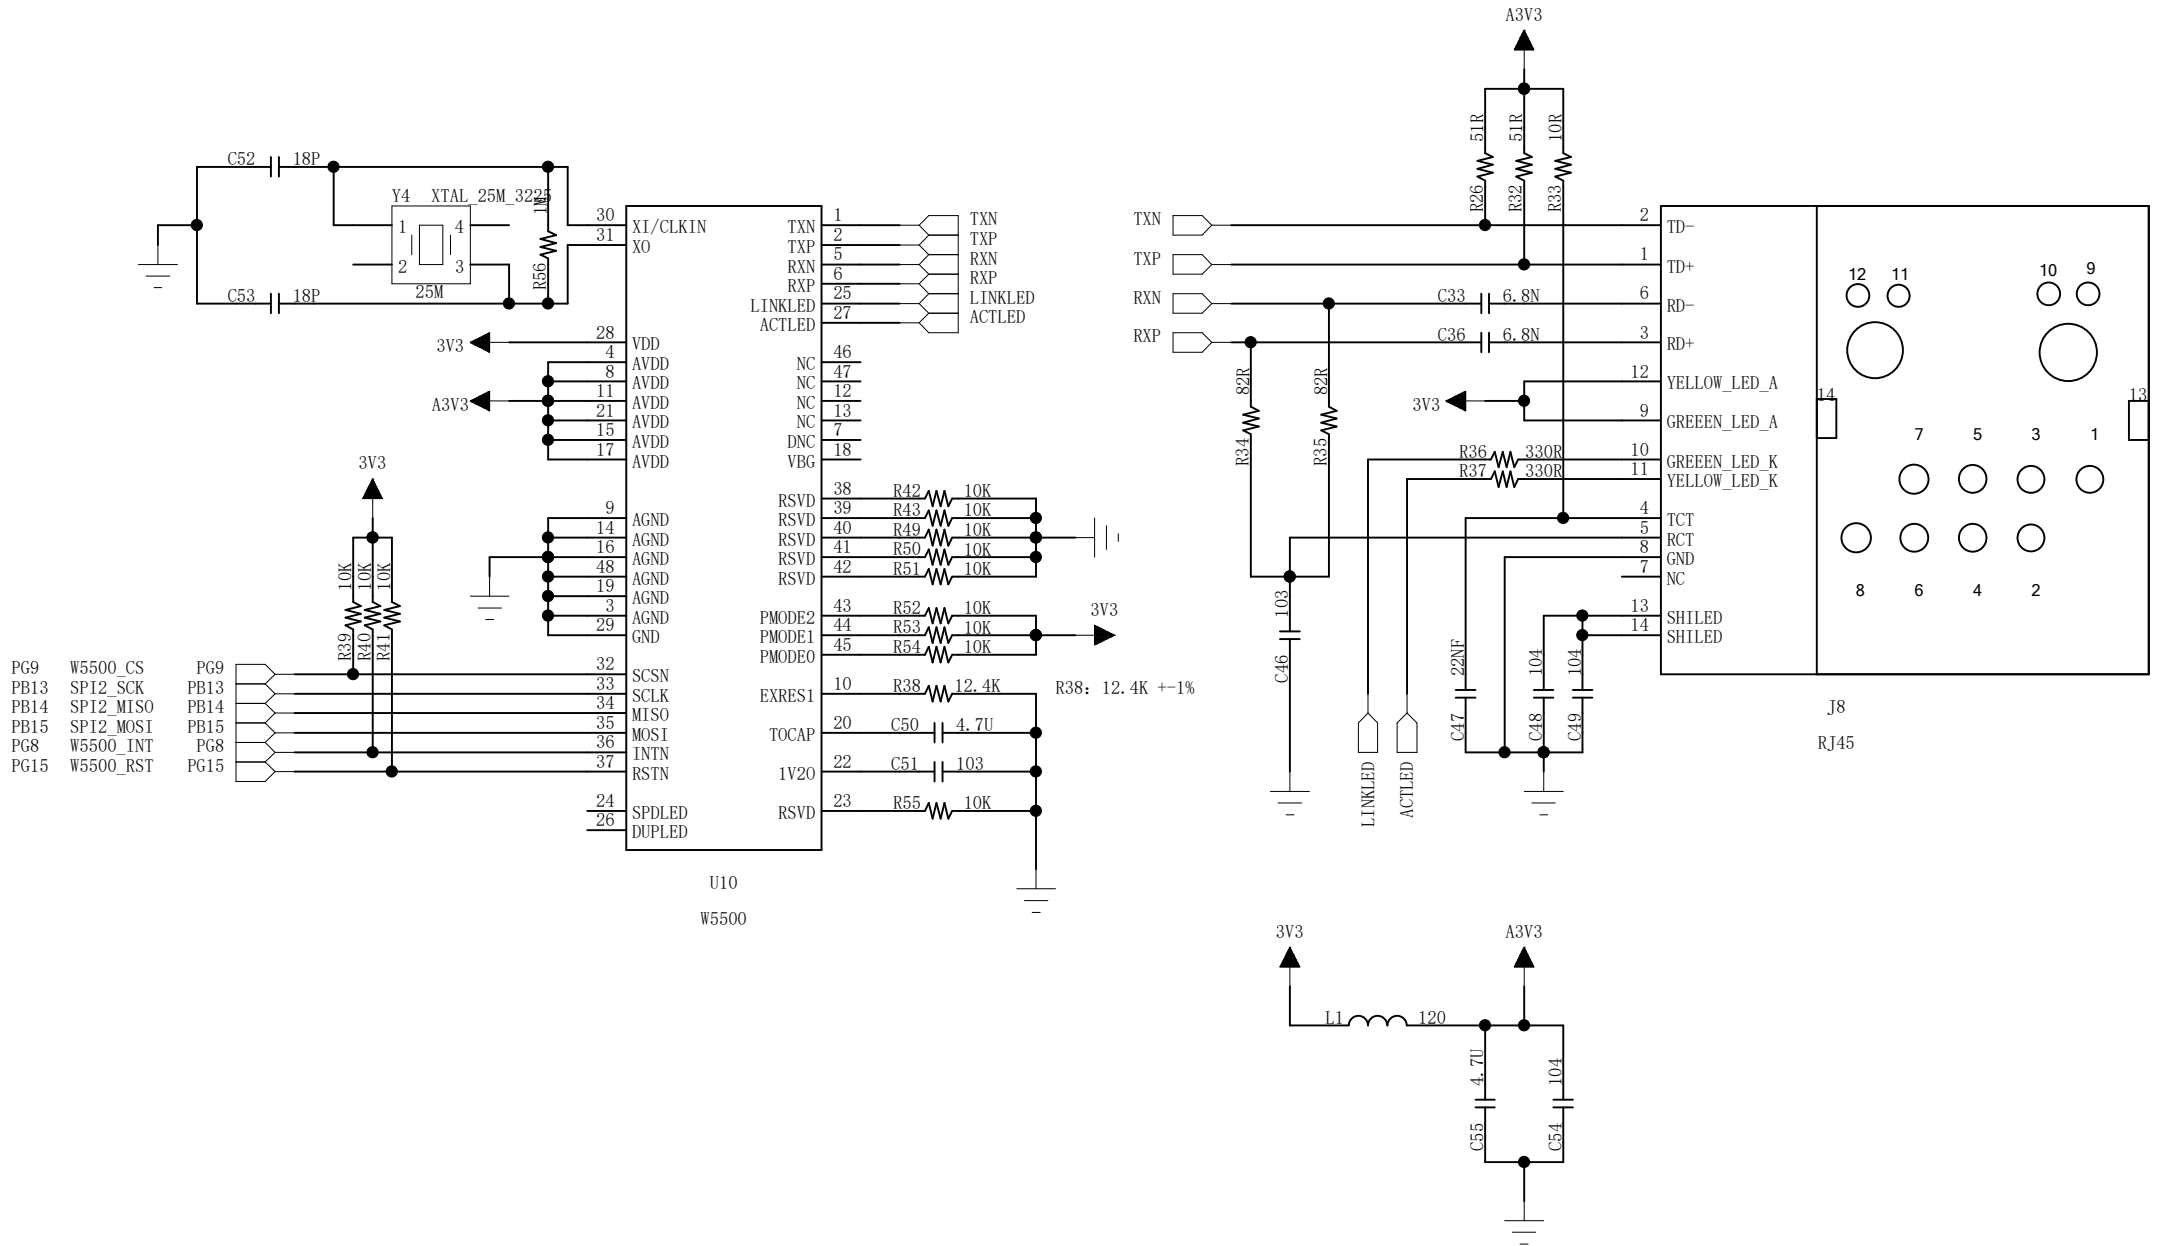 A3V3
51R
51R
10R
R26
R32
R33
C52 18P
Y4 XTAL_25M_3225
1 4
2 3
25M
1M
R56
C53 18P
30 XI/CLKIN
31 XO
28 VDD
3V3
4 AVDD
8 AVDD
11 AVDD
A3V3
21 AVDD
15 AVDD
17 AVDD
9 AGND
14 AGND
16 AGND
48 AGND
19 AGND
3 AGND
29 GND
3V3
10K
10K
10K
R39
R40
R41
PG9 W5500_CS PG9
PB13 SPI2_SCK PB13
PB14 SPI2_MISO PB14
PB15 SPI2_MOSI PB15
PG8 W5500_INT PG8
PG15 W5500_RST PG15
32 SCSN
33 SCLK
34 MISO
35 MOSI
36 INTN
37 RSTN
24 SPDLED
26 DUPLED
TXN 1 TXN
TXP 2 TXP
RXN 5 RXN
RXP 6 RXP
LINKLED 25 LINKLED
ACTLED 27 ACTLED
NC 46
NC 47
NC 12
NC 13
DNC 7
VBG 18
RSVD 38 R42 10K
RSVD 39 R43 10K
RSVD 40 R49 10K
RSVD 41 R50 10K
RSVD 42 R51 10K
PMODE2 43 R52 10K
PMODE1 44 R53 10K
PMODE0 45 R54 10K
3V3
EXRES1 10 R38 12.4K
R38: 12.4K +-1%
TOCAP 20 C50 4.7U
1V2O 22 C51 103
RSVD 23 R55 10K
U10
W5500
TXN
TXP
RXN
RXP
C33 6.8N
C36 6.8N
82R
82R
R34
R35
3V3
R36 330R
R37 330R
103
C46
LINKLED
ACTLED
22NF
104
104
C47
C48
C49
2 TD-
1 TD+
6 RD-
3 RD+
12 YELLOW_LED_A
9 GREEEN_LED_A
10 GREEEN_LED_K
11 YELLOW_LED_K
4 TCT
5 RCT
8 GND
7 NC
13 SHILED
14 SHILED
12 11 10 9
14 13
7 5 3 1
8 6 4 2
J8
RJ45
3V3 A3V3
L1 120
4.7U
104
C55
C54